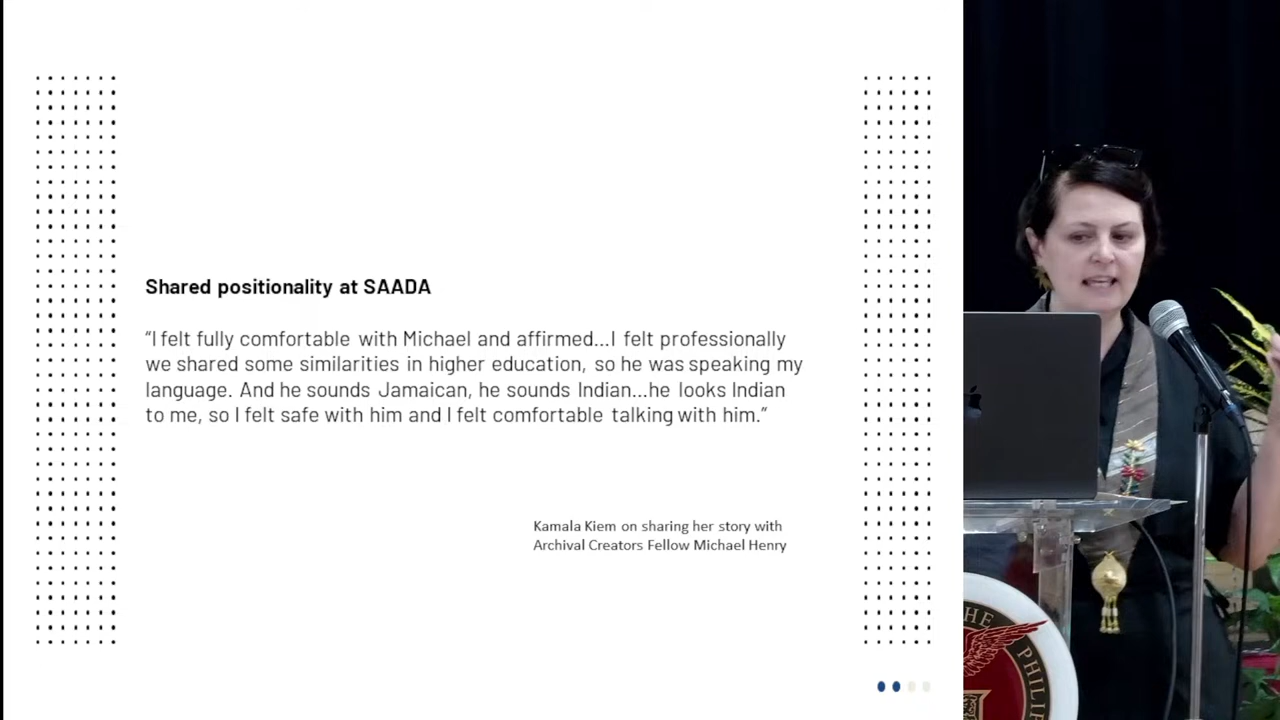 Shared positionality at SAADA
“I felt fully comfortable with Michael and affirmed...I felt professionally
we shared some similarities in higher education, so he was speaking my
language. And he sounds Jamaican, he sounds Indian...he looks Indian
to me, so I felt safe with him and I felt comfortable talking with him.”
Kamala Kiem on sharing her story with
Archival Creators Fellow Michael Henry
HE PHILI